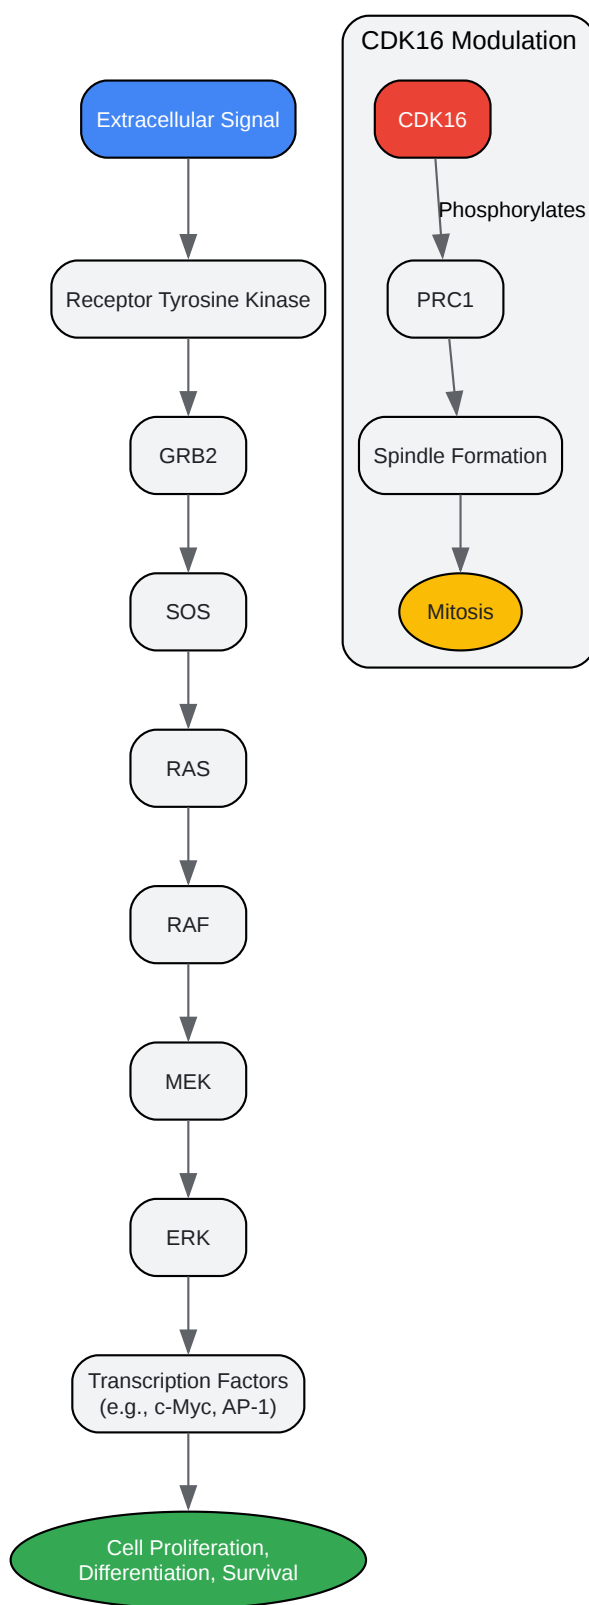 Extracellular Signal
Receptor Tyrosine Kinase
GRB2
SOS
RAS
RAF
MEK
ERK
Transcription Factors
(e.g., c-Myc, AP-1)
Cell Proliferation,
Differentiation, Survival
CDK16 Modulation
CDK16
Phosphorylates
PRC1
Spindle Formation
Mitosis